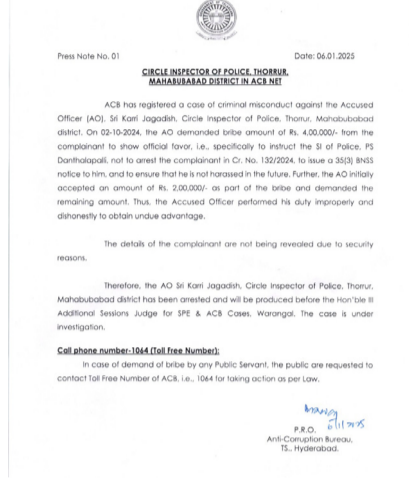 Press Note No. 01 Date: 06.01.2025
CIRCLE INSPECTOR OF POLICE, THORRUR,
MAHABUBABAD DISTRICT IN ACB NET
ACB has registered a case of criminal misconduct against the Accused
Officer (AO), Sri Karri Jagadish, Circle Inspector of Police, Thorrur, Mahabubabad
district. On 02-10-2024, the AO demanded bribe amount of Rs. 4,00,000/- from the
complainant to show official favor, i.e., specifically to instruct the SI of Police, PS
Danthalapalli, not to arrest the complainant in Cr. No. 132/2024, to issue a 35(3) BNSS
notice to him, and to ensure that he is not harassed in the future. Further, the AO initially
accepted an amount of Rs. 2,00,000/- as part of the bribe and demanded the
remaining amount. Thus, the Accused Officer performed his duty improperly and
dishonestly to obtain undue advantage.
The details of the complainant are not being revealed due to security
reasons.
Therefore, the AO Sri Karri Jagadish, Circle Inspector of Police, Thorrur,
Mahabubabad district has been arrested and will be produced before the Hon'ble III
Additional Sessions Judge for SPE & ACB Cases, Warangal. The case is under
investigation.
Call phone number-1064 (Toll Free Number):
In case of demand of bribe by any Public Servant, the public are requested to
contact Toll Free Number of ACB, i.e., 1064 for taking action as per Law.
P.R.O.
Anti-Corruption Bureau,
TS., Hyderabad.